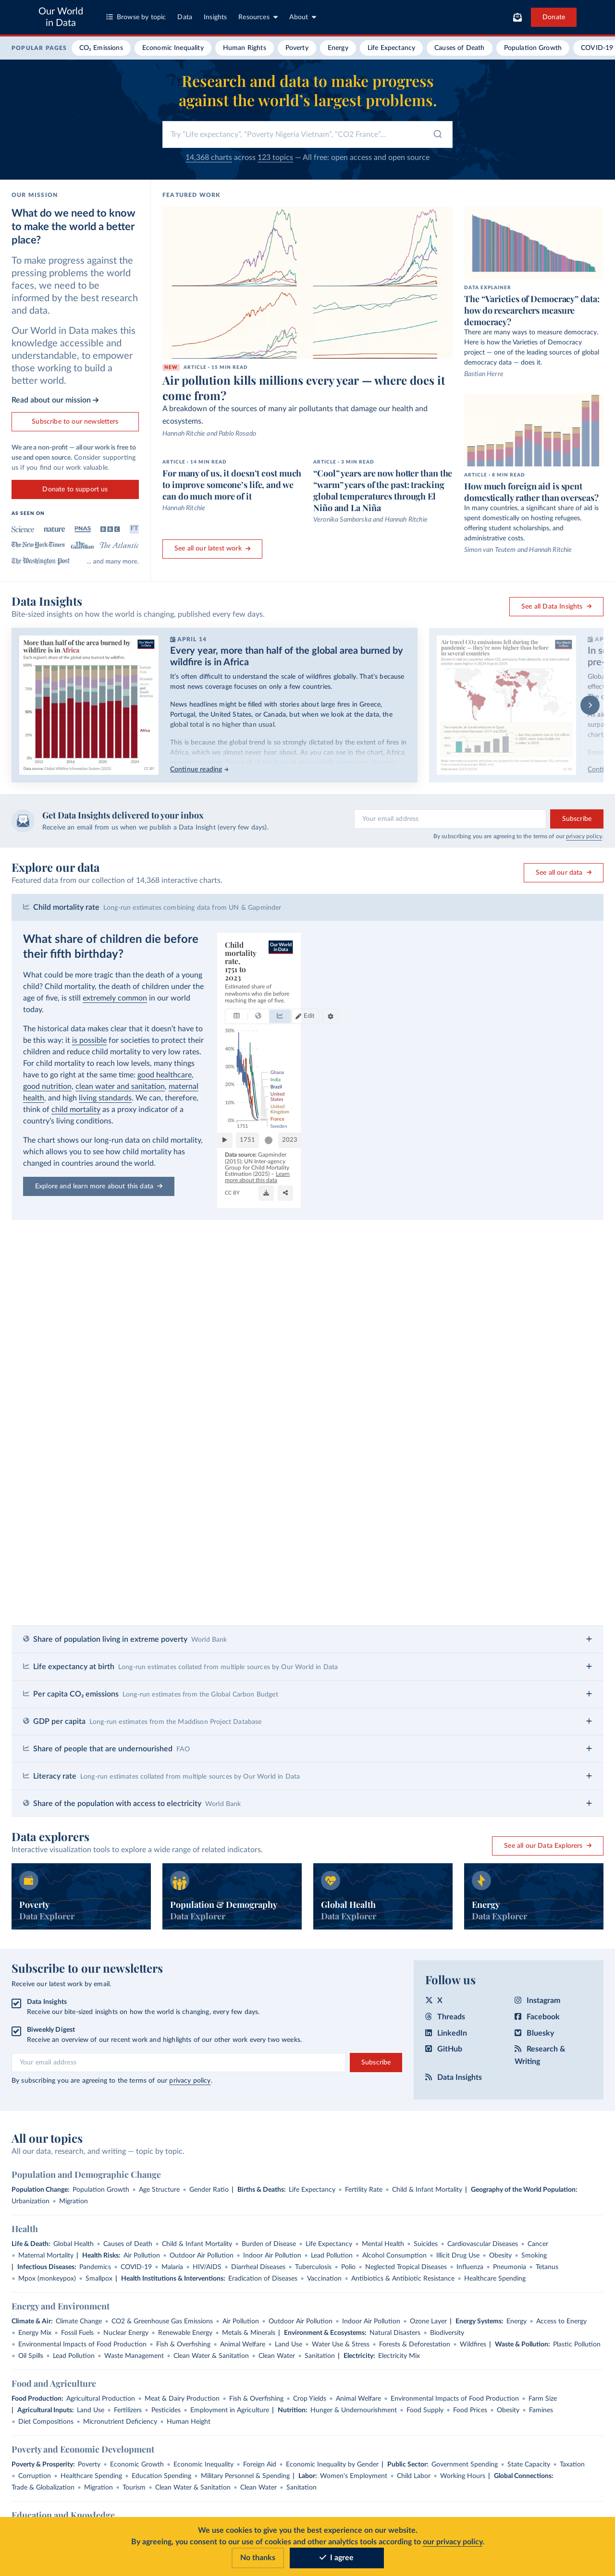 Our World
in Data
Browse by topic
Data
Insights
Resources
About
Donate
POPULAR PAGES
CO₂ Emissions
Economic Inequality
Human Rights
Poverty
Energy
Life Expectancy
Causes of Death
Population Growth
COVID-19
Research and data to make progress
against the world's largest problems.
Try "Life expectancy", "Poverty Nigeria Vietnam", "CO2 France"...
14,368 charts across 123 topics — All free: open access and open source
OUR MISSION
What do we need to know
to make the world a better
place?
To make progress against the
pressing problems the world
faces, we need to be
informed by the best research
and data.
Our World in Data makes this
knowledge accessible and
understandable, to empower
those working to build a
better world.
Read about our mission →
Subscribe to our newsletters
We are a non-profit — all our work is free to
use and open source. Consider supporting
us if you find our work valuable.
Donate to support us
AS SEEN ON
Science
nature
PNAS
BBC
FT
The New York Times
The Guardian
The Atlantic
The Washington Post
... and many more.
FEATURED WORK
NEW ARTICLE · 15 MIN READ
Air pollution kills millions every year — where does it
come from?
A breakdown of the sources of many air pollutants that damage our health and
ecosystems.
Hannah Ritchie and Pablo Rosado
ARTICLE · 14 MIN READ
For many of us, it doesn't cost much
to improve someone's life, and we
can do much more of it
Hannah Ritchie
ARTICLE · 3 MIN READ
"Cool" years are now hotter than the
"warm" years of the past: tracking
global temperatures through El
Niño and La Niña
Veronika Samborska and Hannah Ritchie
See all our latest work →
DATA EXPLAINER
The "Varieties of Democracy" data:
how do researchers measure
democracy?
There are many ways to measure democracy.
Here is how the Varieties of Democracy
project — one of the leading sources of global
democracy data — does it.
Bastian Herre
ARTICLE · 8 MIN READ
How much foreign aid is spent
domestically rather than overseas?
In many countries, a significant share of aid is
spent domestically on hosting refugees,
offering student scholarships, and
administrative costs.
Simon van Teutem and Hannah Ritchie
Data Insights
Bite-sized insights on how the world is changing, published every few days.
See all Data Insights →
More than half of the area burned by
wildfires is in Africa
Each region's share of the global area burned by wildfires.
100%
Africa
APRIL 14
Every year, more than half of the global area burned by
wildfire is in Africa
It's often difficult to understand the scale of wildfires globally. That's because
most news coverage focuses on only a few countries.
News headlines might be filled with stories about large fires in Greece,
Portugal, the United States, or Canada, but when we look at the data, the
global total is no higher than usual.
This is because the global trend is so strongly dictated by the extent of fires in
Africa, which news coverage almost never hear about. As you can see in the chart, Africa
Continue reading →
Air travel CO₂ emissions fell during the
pandemic — they're now higher than before
in several countries
Get Data Insights delivered to your inbox
Receive an email from us when we publish a Data Insight (every few days).
Your email address
Subscribe
By subscribing you are agreeing to the terms of our privacy policy.
Explore our data
Featured data from our collection of 14,368 interactive charts.
See all our data →
Child mortality rate Long-run estimates combining data from UN & Gapminder
What share of children die before
their fifth birthday?
What could be more tragic than the death of a young
child? Child mortality, the death of children under the
age of five, is still extremely common in our world
today.
The historical data makes clear that it doesn't have to
be this way: it is possible for societies to protect their
children and reduce child mortality to very low rates.
For child mortality to reach low levels, many things
have to go right at the same time: good healthcare,
good nutrition, clean water and sanitation, maternal
health, and high living standards. We can, therefore,
think of child mortality as a proxy indicator of a
country's living conditions.
The chart shows our long-run data on child mortality,
which allows you to see how child mortality has
changed in countries around the world.
Explore and learn more about this data →
Child
mortality
rate,
1751 to
2023
Our World
in Data
Estimated share of
newborns who die before
reaching the age of five.
Edit
50%
40%
30%
20%
10%
0%
1751
Ghana
India
Brazil
United
States
United
Kingdom
France
Sweden
1751
2023
Data source: Gapminder
(2015); UN Inter-agency
Group for Child Mortality
Estimation (2025) – Learn
more about this data
CC BY
Share of population living in extreme poverty World Bank
Life expectancy at birth Long-run estimates collated from multiple sources by Our World in Data
Per capita CO₂ emissions Long-run estimates from the Global Carbon Budget
GDP per capita Long-run estimates from the Maddison Project Database
Share of people that are undernourished FAO
Literacy rate Long-run estimates collated from multiple sources by Our World in Data
Share of the population with access to electricity World Bank
Data explorers
Interactive visualization tools to explore a wide range of related indicators.
See all our Data Explorers →
Poverty
Data Explorer
Population & Demography
Data Explorer
Global Health
Data Explorer
Energy
Data Explorer
Subscribe to our newsletters
Receive our latest work by email.
Data Insights
Receive our bite-sized insights on how the world is changing, every few days.
Biweekly Digest
Receive an overview of our recent work and highlights of our other work every two weeks.
Your email address
Subscribe
By subscribing you are agreeing to the terms of our privacy policy.
Follow us
X
Instagram
Threads
Facebook
LinkedIn
Bluesky
GitHub
Research &
Writing
Data Insights
All our topics
All our data, research, and writing — topic by topic.
Population and Demographic Change
Population Change: Population Growth • Age Structure • Gender Ratio | Births & Deaths: Life Expectancy • Fertility Rate • Child & Infant Mortality | Geography of the World Population:
Urbanization • Migration
Health
Life & Death: Global Health • Causes of Death • Child & Infant Mortality • Burden of Disease • Life Expectancy • Mental Health • Suicides • Cardiovascular Diseases • Cancer
• Maternal Mortality | Health Risks: Air Pollution • Outdoor Air Pollution • Indoor Air Pollution • Lead Pollution • Alcohol Consumption • Illicit Drug Use • Obesity • Smoking
| Infectious Diseases: Pandemics • COVID-19 • Malaria • HIV/AIDS • Diarrheal Diseases • Tuberculosis • Polio • Neglected Tropical Diseases • Influenza • Pneumonia • Tetanus
• Mpox (monkeypox) • Smallpox | Health Institutions & Interventions: Eradication of Diseases • Vaccination • Antibiotics & Antibiotic Resistance • Healthcare Spending
Energy and Environment
Climate & Air: Climate Change • CO2 & Greenhouse Gas Emissions • Air Pollution • Outdoor Air Pollution • Indoor Air Pollution • Ozone Layer | Energy Systems: Energy • Access to Energy
• Energy Mix • Fossil Fuels • Nuclear Energy • Renewable Energy • Metals & Minerals | Environment & Ecosystems: Natural Disasters • Biodiversity
• Environmental Impacts of Food Production • Fish & Overfishing • Animal Welfare • Land Use • Water Use & Stress • Forests & Deforestation • Wildfires | Waste & Pollution: Plastic Pollution
• Oil Spills • Lead Pollution • Waste Management • Clean Water & Sanitation • Clean Water • Sanitation | Electricity: Electricity Mix
Food and Agriculture
Food Production: Agricultural Production • Meat & Dairy Production • Fish & Overfishing • Crop Yields • Animal Welfare • Environmental Impacts of Food Production • Farm Size
| Agricultural Inputs: Land Use • Fertilizers • Pesticides • Employment in Agriculture | Nutrition: Hunger & Undernourishment • Food Supply • Food Prices • Obesity • Famines
• Diet Compositions • Micronutrient Deficiency • Human Height
Poverty and Economic Development
Poverty & Prosperity: Poverty • Economic Growth • Economic Inequality • Foreign Aid • Economic Inequality by Gender | Public Sector: Government Spending • State Capacity • Taxation
• Corruption • Healthcare Spending • Education Spending • Military Personnel & Spending | Labor: Women's Employment • Child Labor • Working Hours | Global Connections:
Trade & Globalization • Migration • Tourism • Clean Water & Sanitation • Clean Water • Sanitation
Education and Knowledge
We use cookies to give you the best experience on our website.
By agreeing, you consent to our use of cookies and other analytics tools according to our privacy policy.
No thanks
I agree